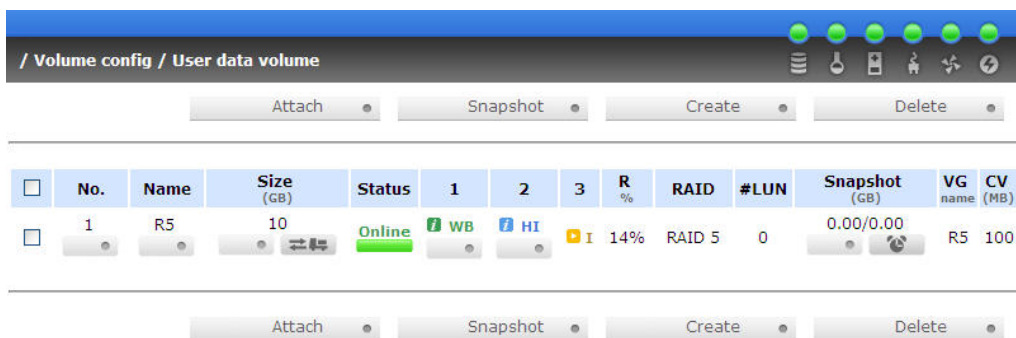 / Volume config / User data volume
Attach Snapshot Create Delete
No. Name Size (GB) Status 1 2 3 R % RAID #LUN Snapshot (GB) VG name CV (MB)
1 R5 10 Online WB HI I 14% RAID 5 0 0.00/0.00 R5 100
Attach Snapshot Create Delete